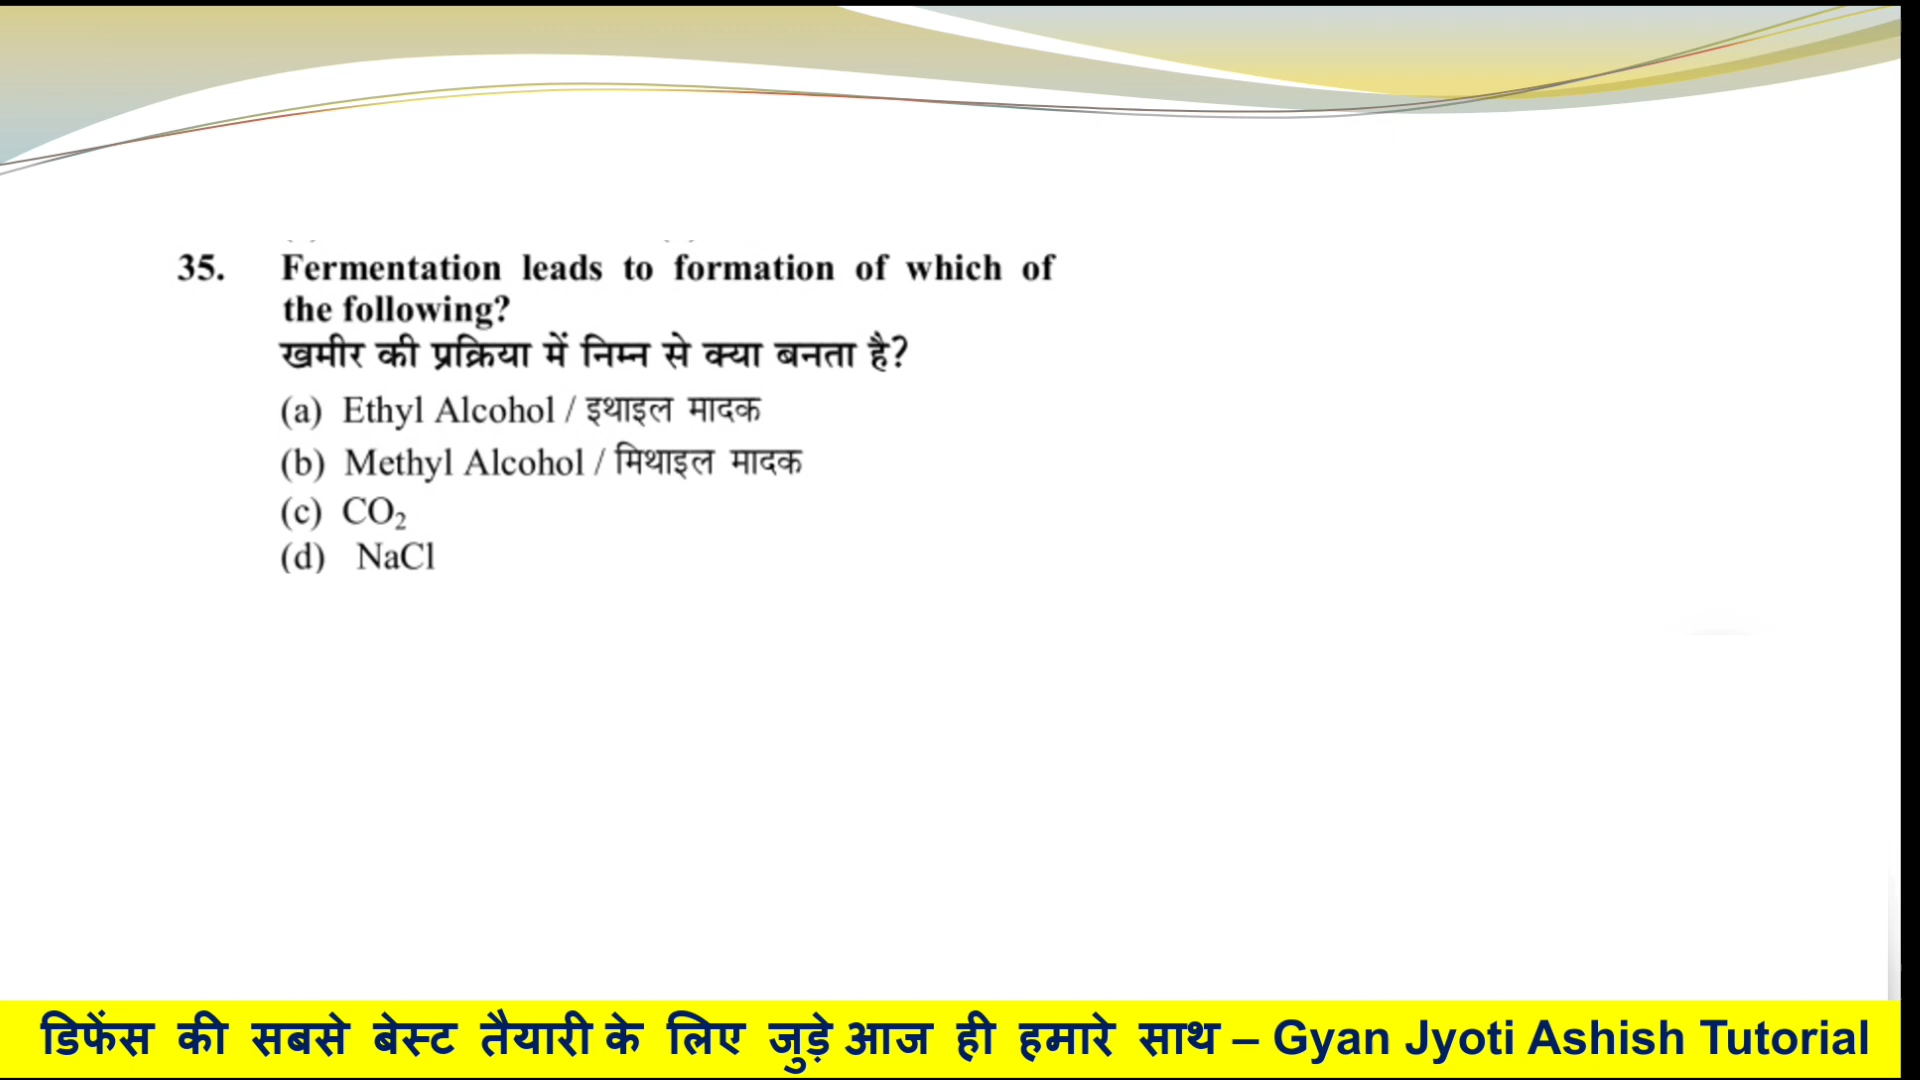 35. Fermentation leads to formation of which of
the following?
खमीर की प्रक्रिया में निम्न से क्या बनता है?
(a) Ethyl Alcohol / इथाइल मादक
(b) Methyl Alcohol / मिथाइल मादक
(c) CO₂
(d) NaCl
डिफेंस की सबसे बेस्ट तैयारी के लिए जुड़े आज ही हमारे साथ – Gyan Jyoti Ashish Tutorial